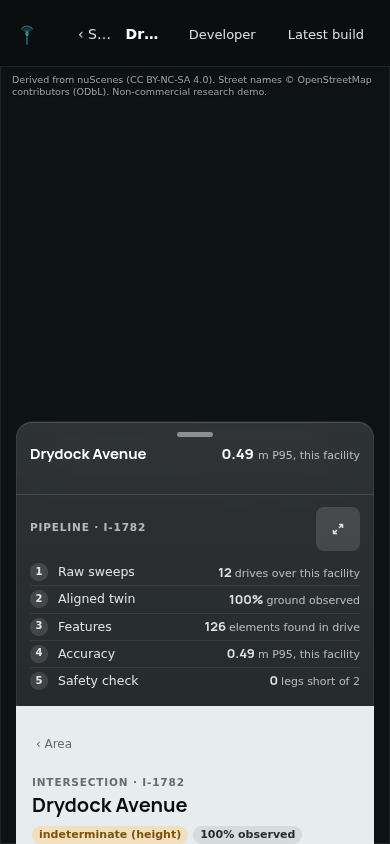 ‹ S... Dr... Developer Latest build
Derived from nuScenes (CC BY-NC-SA 4.0). Street names © OpenStreetMap
contributors (ODbL). Non-commercial research demo.
Drydock Avenue 0.49 m P95, this facility
PIPELINE · I-1782
1 Raw sweeps 12 drives over this facility
2 Aligned twin 100% ground observed
3 Features 126 elements found in drive
4 Accuracy 0.49 m P95, this facility
5 Safety check 0 legs short of 2
‹ Area
INTERSECTION · I-1782
Drydock Avenue
indeterminate (height) 100% observed